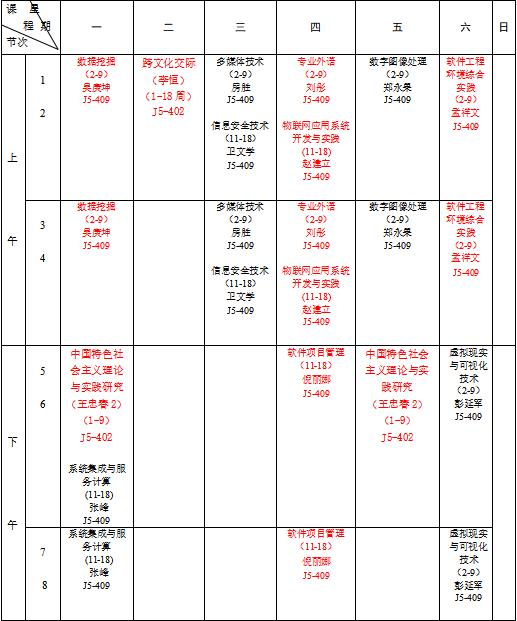 课 星
程 期
节次
一
二
三
四
五
六
日
上
午
1
2
数据挖掘
(2-9)
吴赓坤
J5-409
跨文化交际
(李恒)
(1-18 周)
J5-402
多媒体技术
(2-9)
房胜
J5-409
信息安全技术
(11-18)
卫文学
J5-409
专业外语
(2-9)
刘彤
J5-409
物联网应用系统
开发与实践
(11-18)
赵建立
J5-409
数字图像处理
(2-9)
郑永果
J5-409
软件工程
环境综合
实践
(2-9)
孟祥文
J5-409
3
4
数据挖掘
(2-9)
吴赓坤
J5-409
多媒体技术
(2-9)
房胜
J5-409
信息安全技术
(11-18)
卫文学
J5-409
专业外语
(2-9)
刘彤
J5-409
物联网应用系统
开发与实践
(11-18)
赵建立
J5-409
数字图像处理
(2-9)
郑永果
J5-409
软件工程
环境综合
实践
(2-9)
孟祥文
J5-409
下
午
5
6
中国特色社
会主义理论
与实践研究
(王忠春 2)
(1-9)
J5-402
系统集成与服
务计算
(11-18)
张峰
J5-409
软件项目管理
(11-18)
倪丽娜
J5-409
中国特色社
会主义理论与实
践研究
(王忠春 2)
(1-9)
J5-402
虚拟现实
与可视化
技术
(2-9)
彭延军
J5-409
7
8
系统集成与服
务计算
(11-18)
张峰
J5-409
软件项目管理
(11-18)
倪丽娜
J5-409
虚拟现实
与可视化
技术
(2-9)
彭延军
J5-409